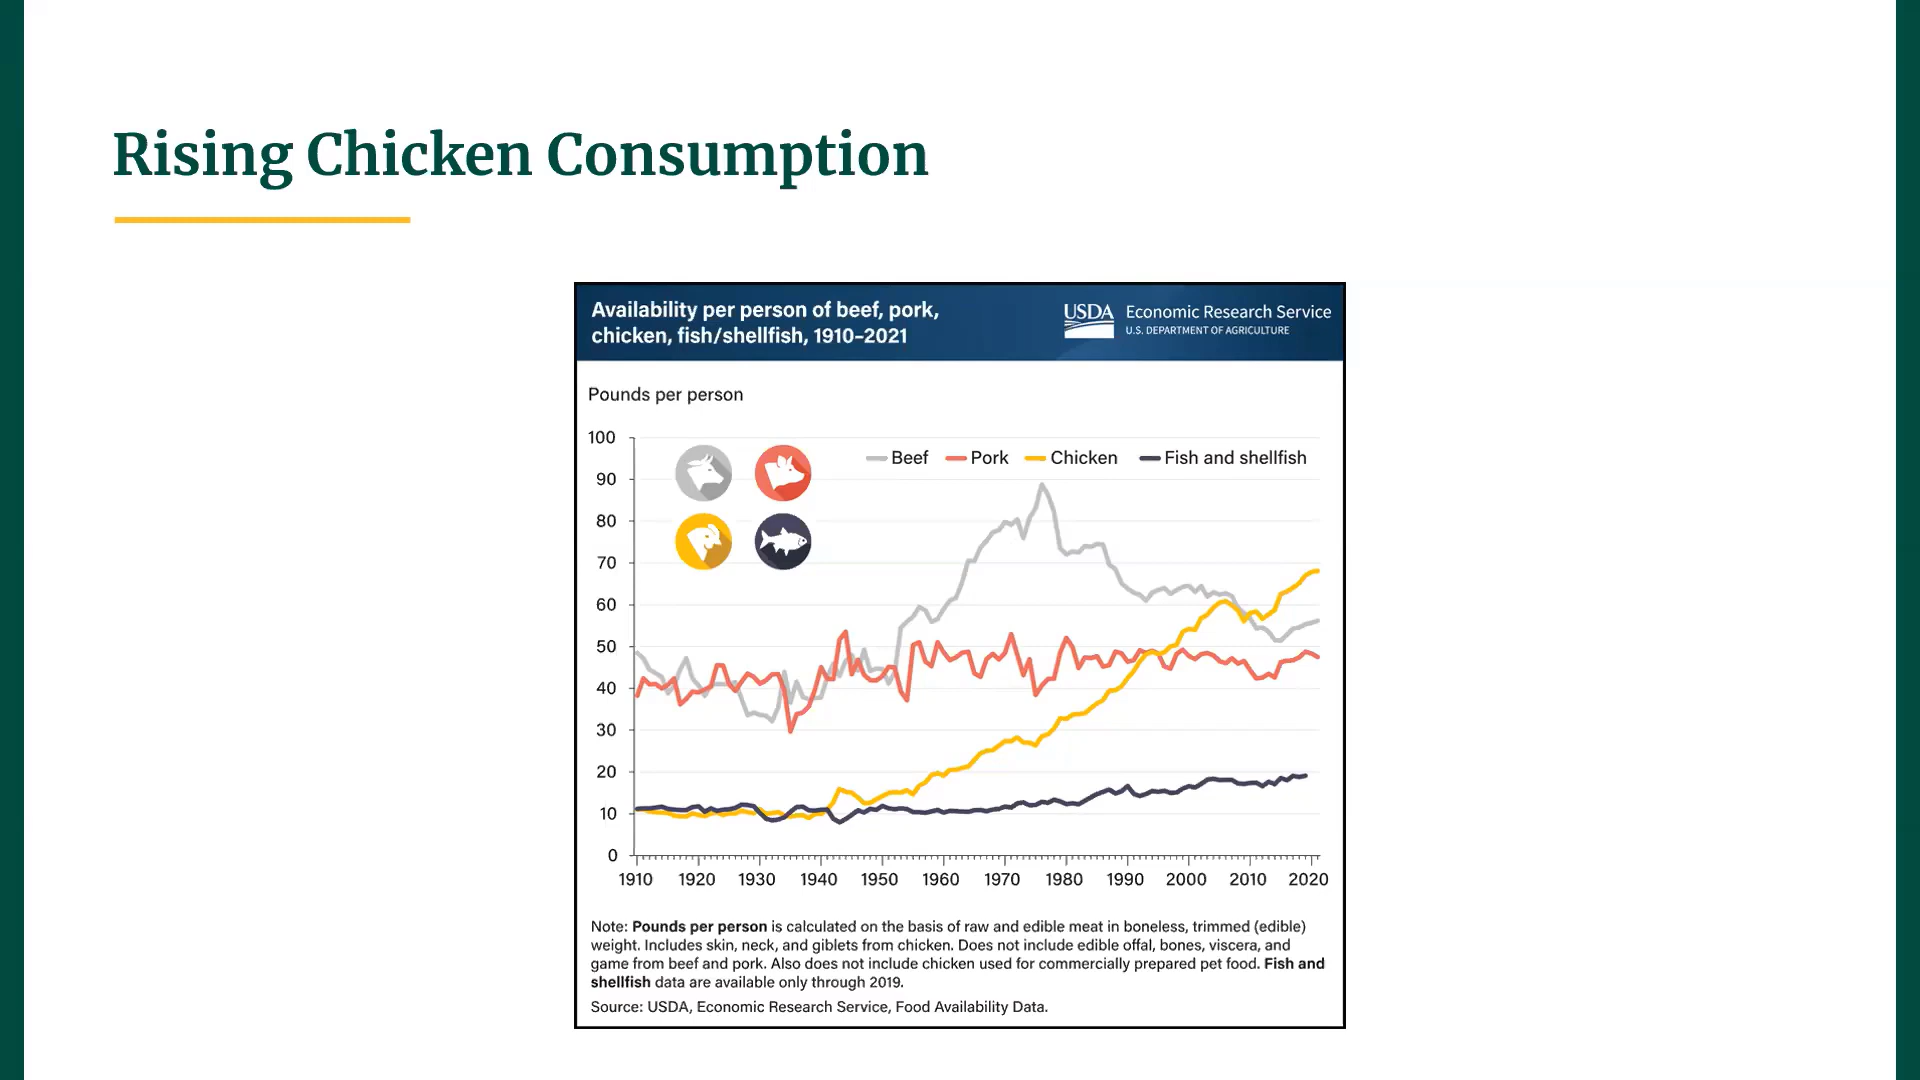 Rising Chicken Consumption
Availability per person of beef, pork,
chicken, fish/shellfish, 1910–2021
USDA
Economic Research Service
U.S. DEPARTMENT OF AGRICULTURE
Pounds per person
100
90
80
70
60
50
40
30
20
10
0
Beef Pork Chicken Fish and shellfish
1910 1920 1930 1940 1950 1960 1970 1980 1990 2000 2010 2020
Note: Pounds per person is calculated on the basis of raw and edible meat in boneless, trimmed (edible)
weight. Includes skin, neck, and giblets from chicken. Does not include edible offal, bones, viscera, and
game from beef and pork. Also does not include chicken used for commercially prepared pet food. Fish and
shellfish data are available only through 2019.
Source: USDA, Economic Research Service, Food Availability Data.